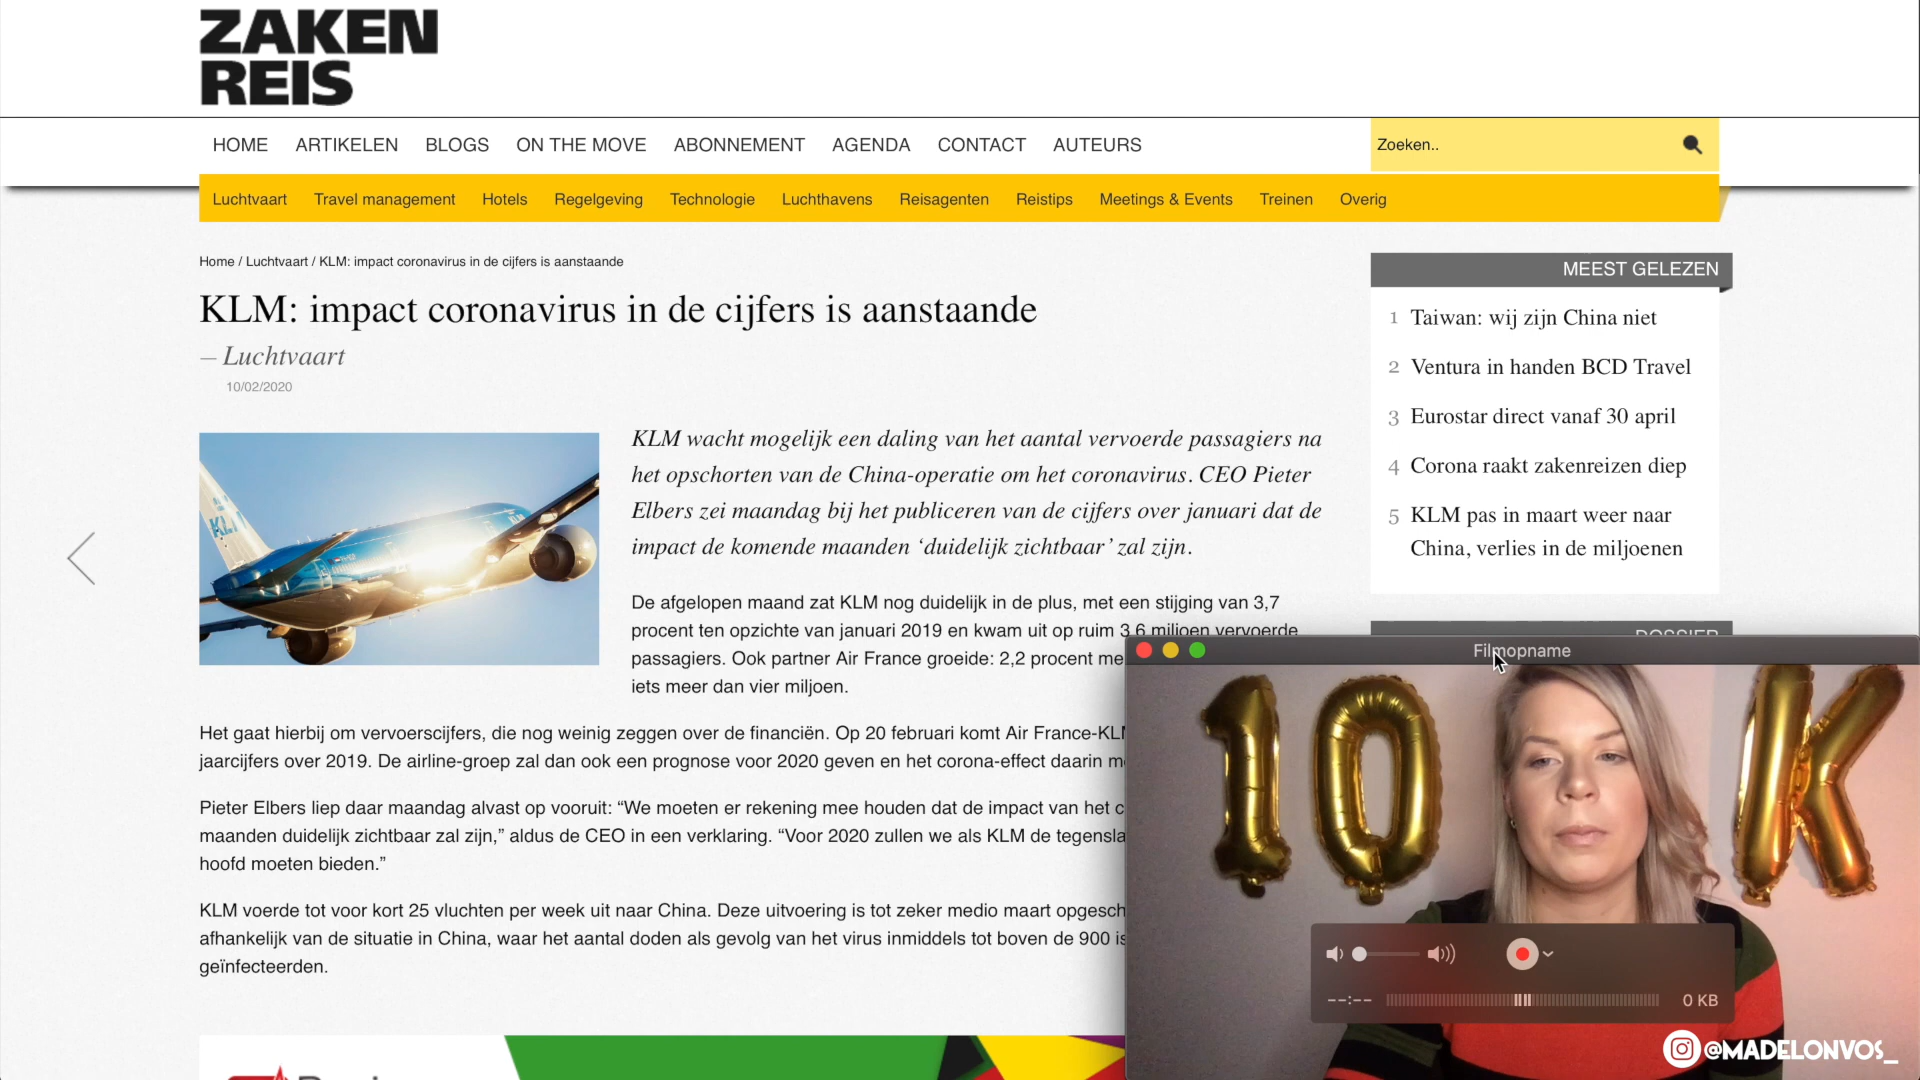 ZAKEN
REIS
HOME ARTIKELEN BLOGS ON THE MOVE ABONNEMENT AGENDA CONTACT AUTEURS
Zoeken..
Luchtvaart Travel management Hotels Regelgeving Technologie Luchthavens Reisagenten Reistips Meetings & Events Treinen Overig
Home / Luchtvaart / KLM: impact coronavirus in de cijfers is aanstaande
KLM: impact coronavirus in de cijfers is aanstaande
– Luchtvaart
10/02/2020
KLM
KLM wacht mogelijk een daling van het aantal vervoerde passagiers na
het opschorten van de China-operatie om het coronavirus. CEO Pieter
Elbers zei maandag bij het publiceren van de cijfers over januari dat de
impact de komende maanden ‘duidelijk zichtbaar’ zal zijn.
De afgelopen maand zat KLM nog duidelijk in de plus, met een stijging van 3,7
procent ten opzichte van januari 2019 en kwam uit op ruim 3,6 miljoen vervoerde
passagiers. Ook partner Air France groeide: 2,2 procent
iets meer dan vier miljoen.
Het gaat hierbij om vervoerscijfers, die nog weinig zeggen over de financiën. Op 20 februari komt Air France-KLM
jaarcijfers over 2019. De airline-groep zal dan ook een prognose voor 2020 geven en het corona-effect daarin
Pieter Elbers liep daar maandag alvast op vooruit: “We moeten er rekening mee houden dat de impact van het
maanden duidelijk zichtbaar zal zijn,” aldus de CEO in een verklaring. “Voor 2020 zullen we als KLM de
hoofd moeten bieden.”
KLM voerde tot voor kort 25 vluchten per week uit naar China. Deze uitvoering is tot zeker medio maart
afhankelijk van de situatie in China, waar het aantal doden als gevolg van het virus inmiddels tot boven de 900 is
geïnfecteerden.
MEEST GELEZEN
1 Taiwan: wij zijn China niet
2 Ventura in handen BCD Travel
3 Eurostar direct vanaf 30 april
4 Corona raakt zakenreizen diep
5 KLM pas in maart weer naar
China, verlies in de miljoenen
DOSSIER
Filmopname
10 K
--:-- 0 KB
@MADELONVOS_